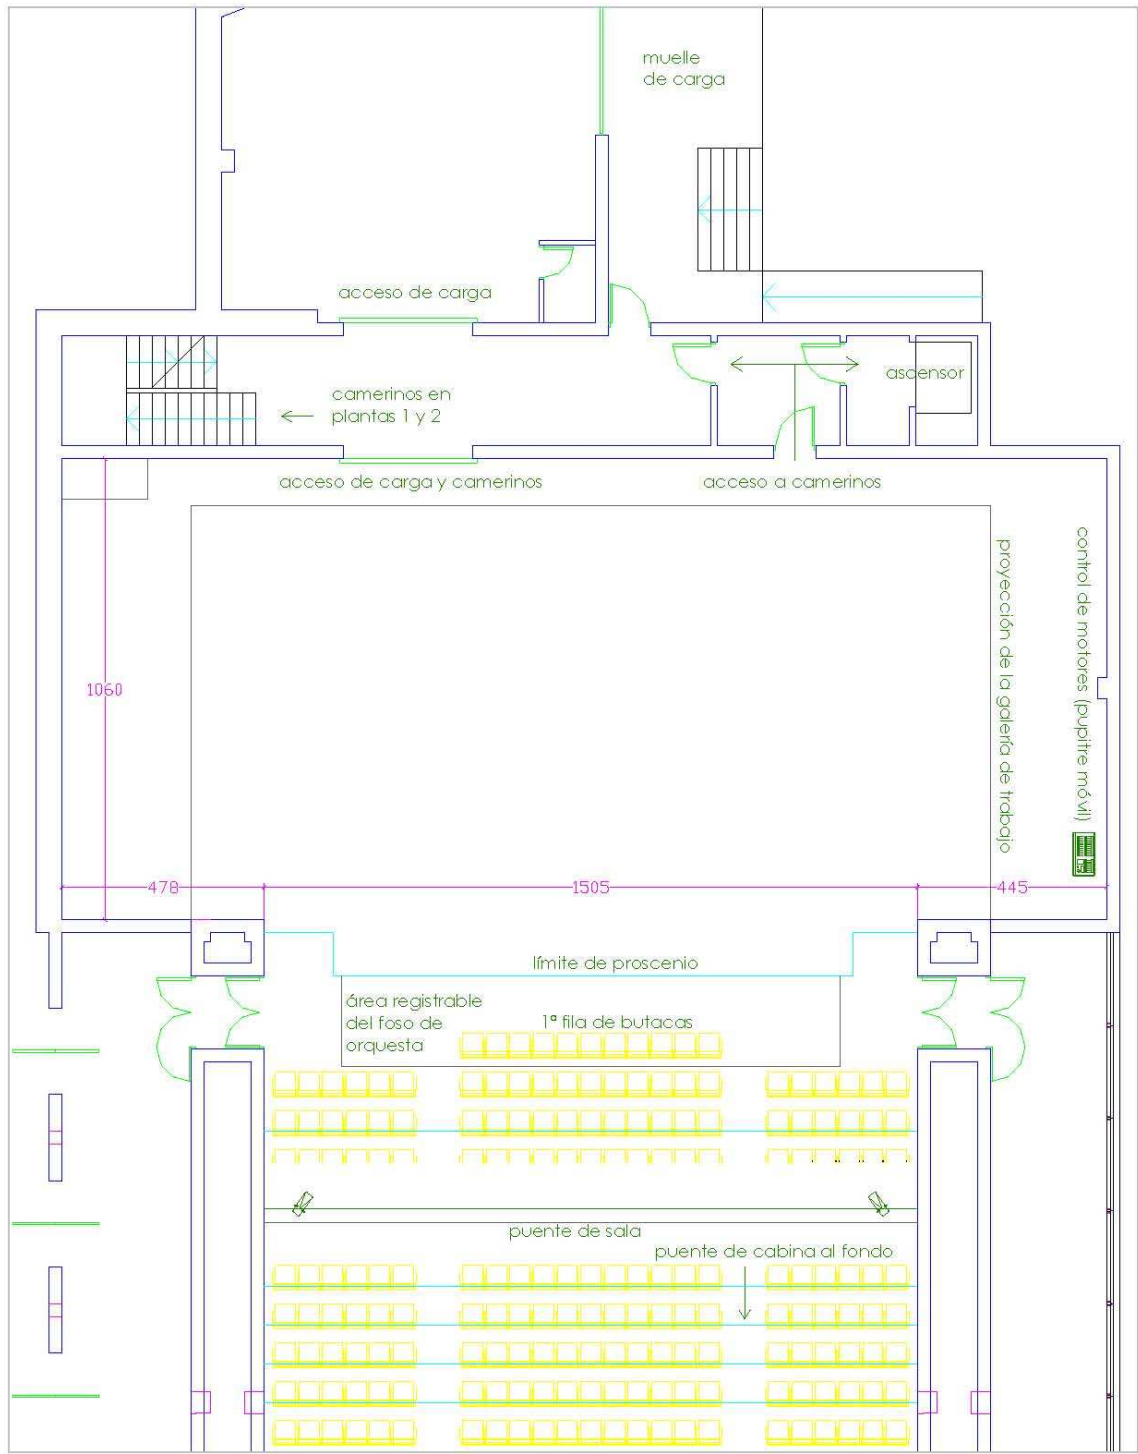 muelle
de carga
acceso de carga
camerinos en
plantas 1 y 2
ascensor
acceso de carga y camerinos
acceso a camerinos
proyección de la galería de trabajo
control de motores (pupitre móvil)
1060
478
1505
445
límite de proscenio
área registrable
del foso de
orquesta
1ª fila de butacas
puente de sala
puente de cabina al fondo